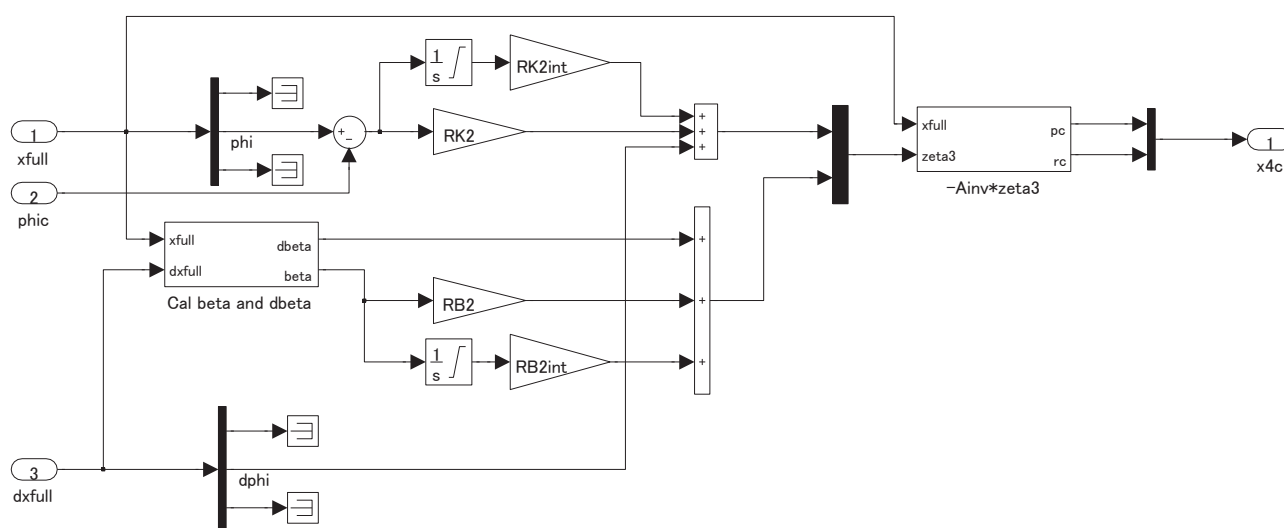 1
s
RK2int
+
+
+
RK2
1
xfull
phi
+
−
2
phic
xfull
zeta3
pc
rc
-Ainv*zeta3
1
x4c
xfull
dxfull
dbeta
beta
Cal beta and dbeta
+
+
+
RB2
1
s
RB2int
3
dxfull
dphi